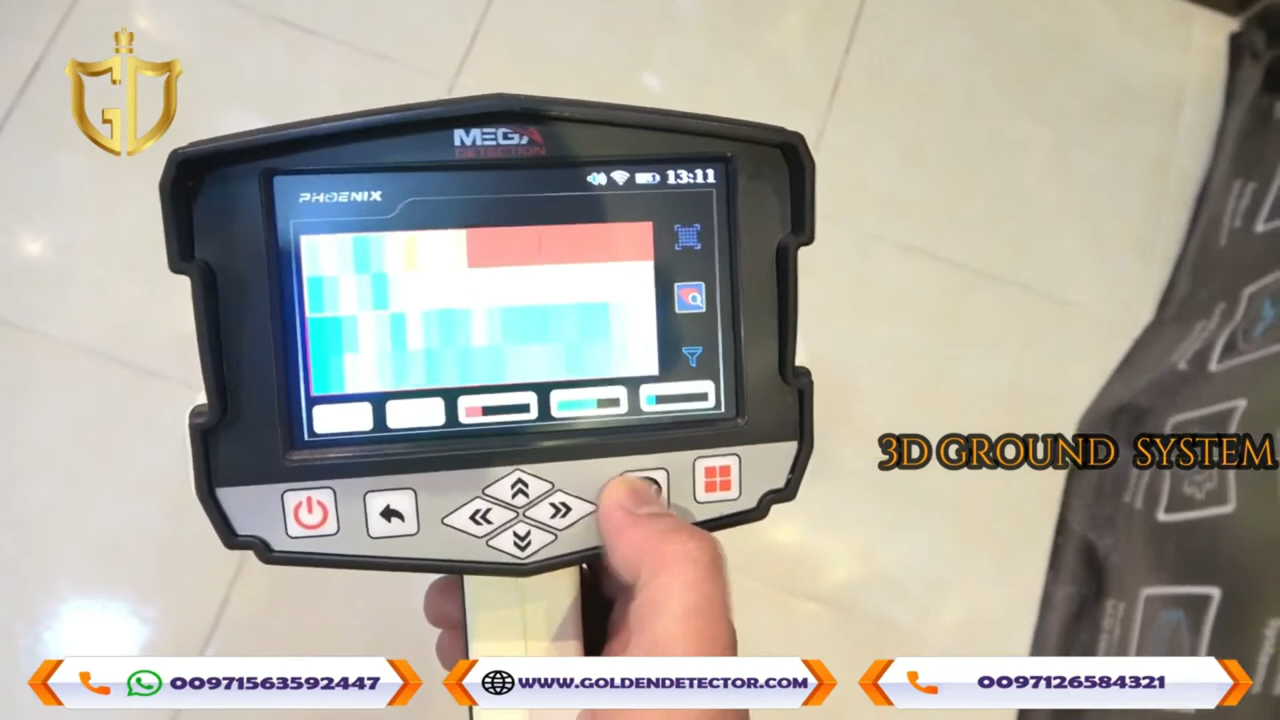 MEGA
DETECTION
13:11
PHOENIX
3D GROUND SYSTEM
00971563592447
WWW.GOLDENDETECTOR.COM
0097126584321